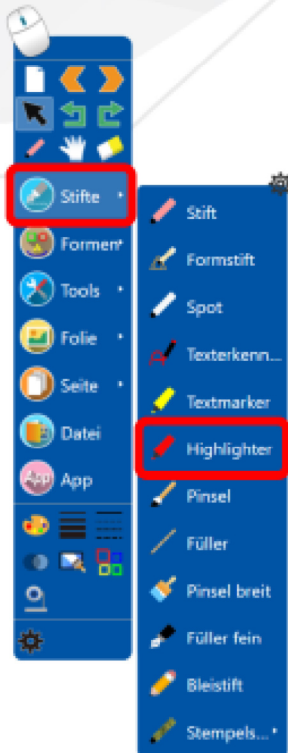 Stifte
Formen
Tools
Folie
Seite
Datei
App App
Stift
Formstift
Spot
Texterkenn...
Textmarker
Highlighter
Pinsel
Füller
Pinsel breit
Füller fein
Bleistift
Stempels...